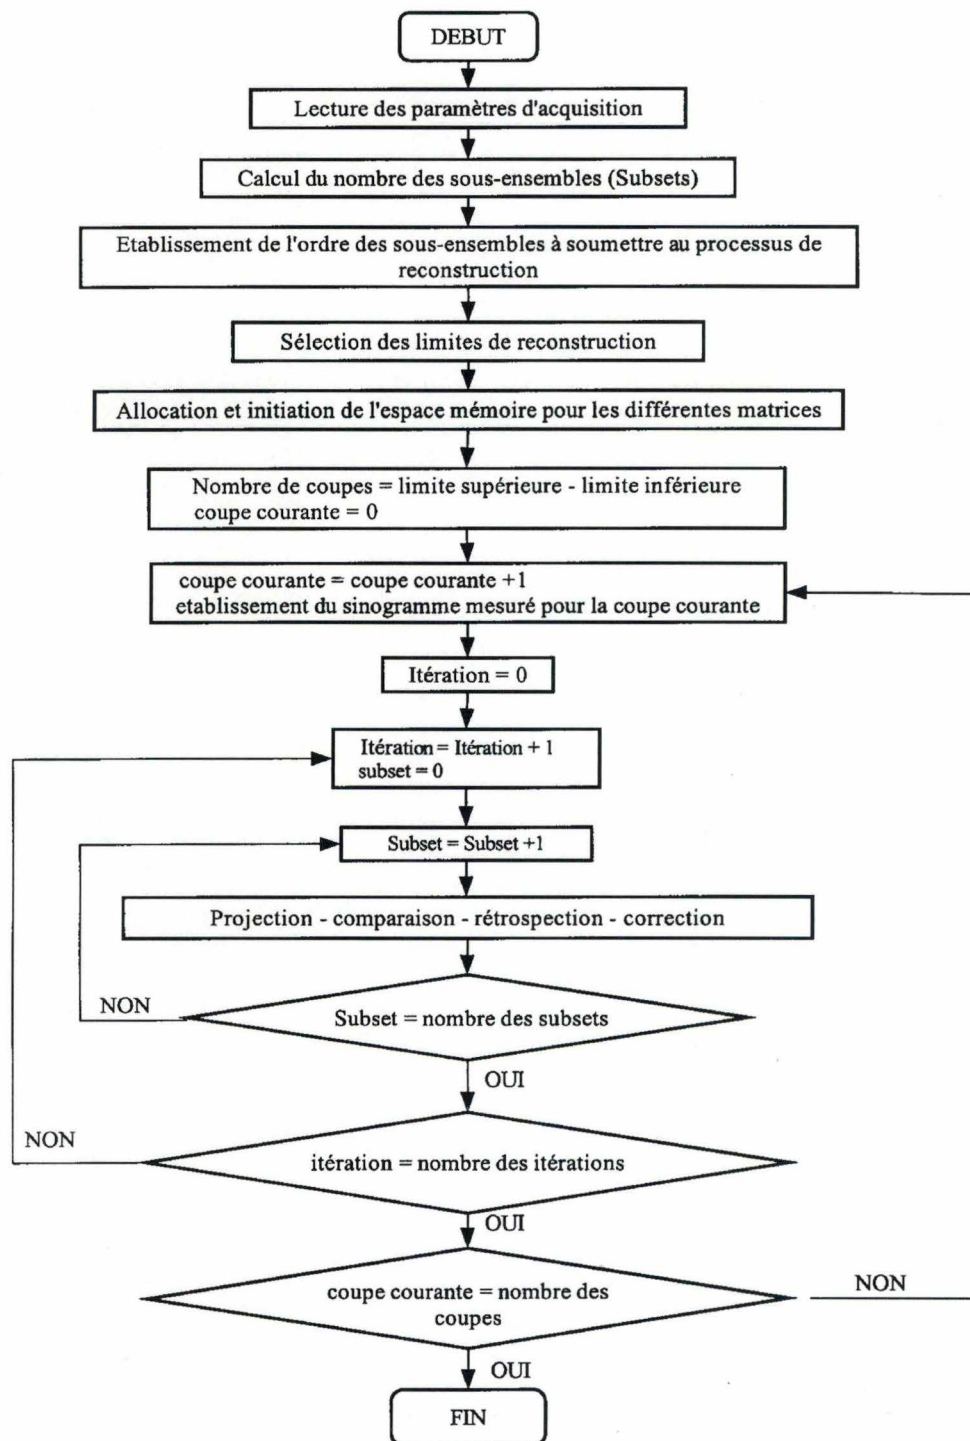 DEBUT
Lecture des paramètres d'acquisition
Calcul du nombre des sous-ensembles (Subsets)
Etablissement de l'ordre des sous-ensembles à soumettre au processus de
reconstruction
Sélection des limites de reconstruction
Allocation et initiation de l'espace mémoire pour les différentes matrices
Nombre de coupes = limite supérieure - limite inférieure
coupe courante = 0
coupe courante = coupe courante +1
etablissement du sinogramme mesuré pour la coupe courante
Itération = 0
Itération = Itération + 1
subset = 0
Subset = Subset +1
Projection - comparaison - rétrospection - correction
NON
Subset = nombre des subsets
OUI
NON
itération = nombre des itérations
OUI
coupe courante = nombre des
coupes
NON
OUI
FIN